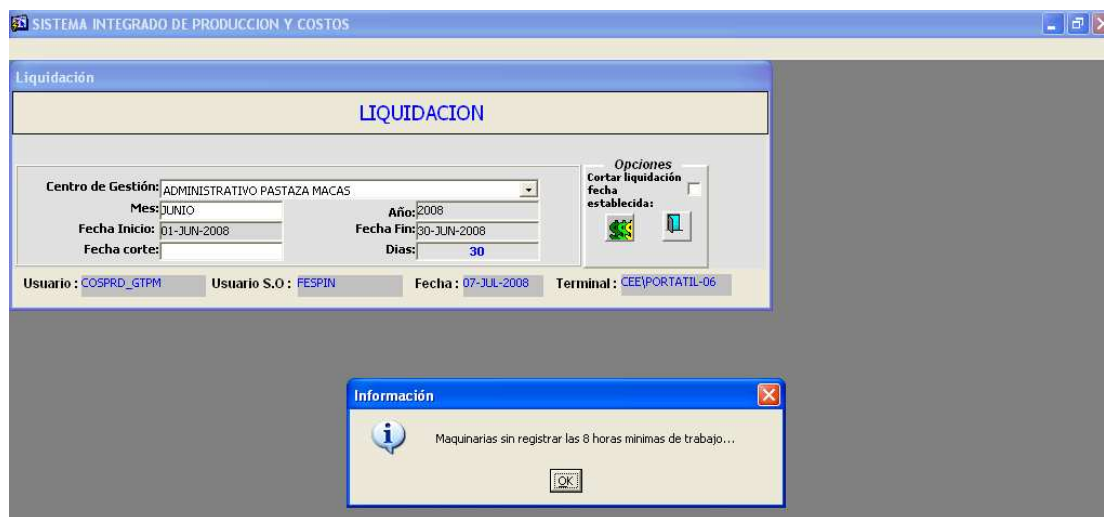 SISTEMA INTEGRADO DE PRODUCCION Y COSTOS
Liquidación
LIQUIDACION
Opciones
Cortar liquidación
fecha
establecida:
Centro de Gestión: ADMINISTRATIVO PASTAZA MACAS
Mes: JUNIO Año: 2008
Fecha Inicio: 01-JUN-2008 Fecha Fin: 30-JUN-2008
Fecha corte: Dias: 30
Usuario : COSPRD_GTPM Usuario S.O : FESPIN Fecha : 07-JUL-2008 Terminal : CEE\PORTATIL-06
Información
Maquinarias sin registrar las 8 horas minimas de trabajo...
OK